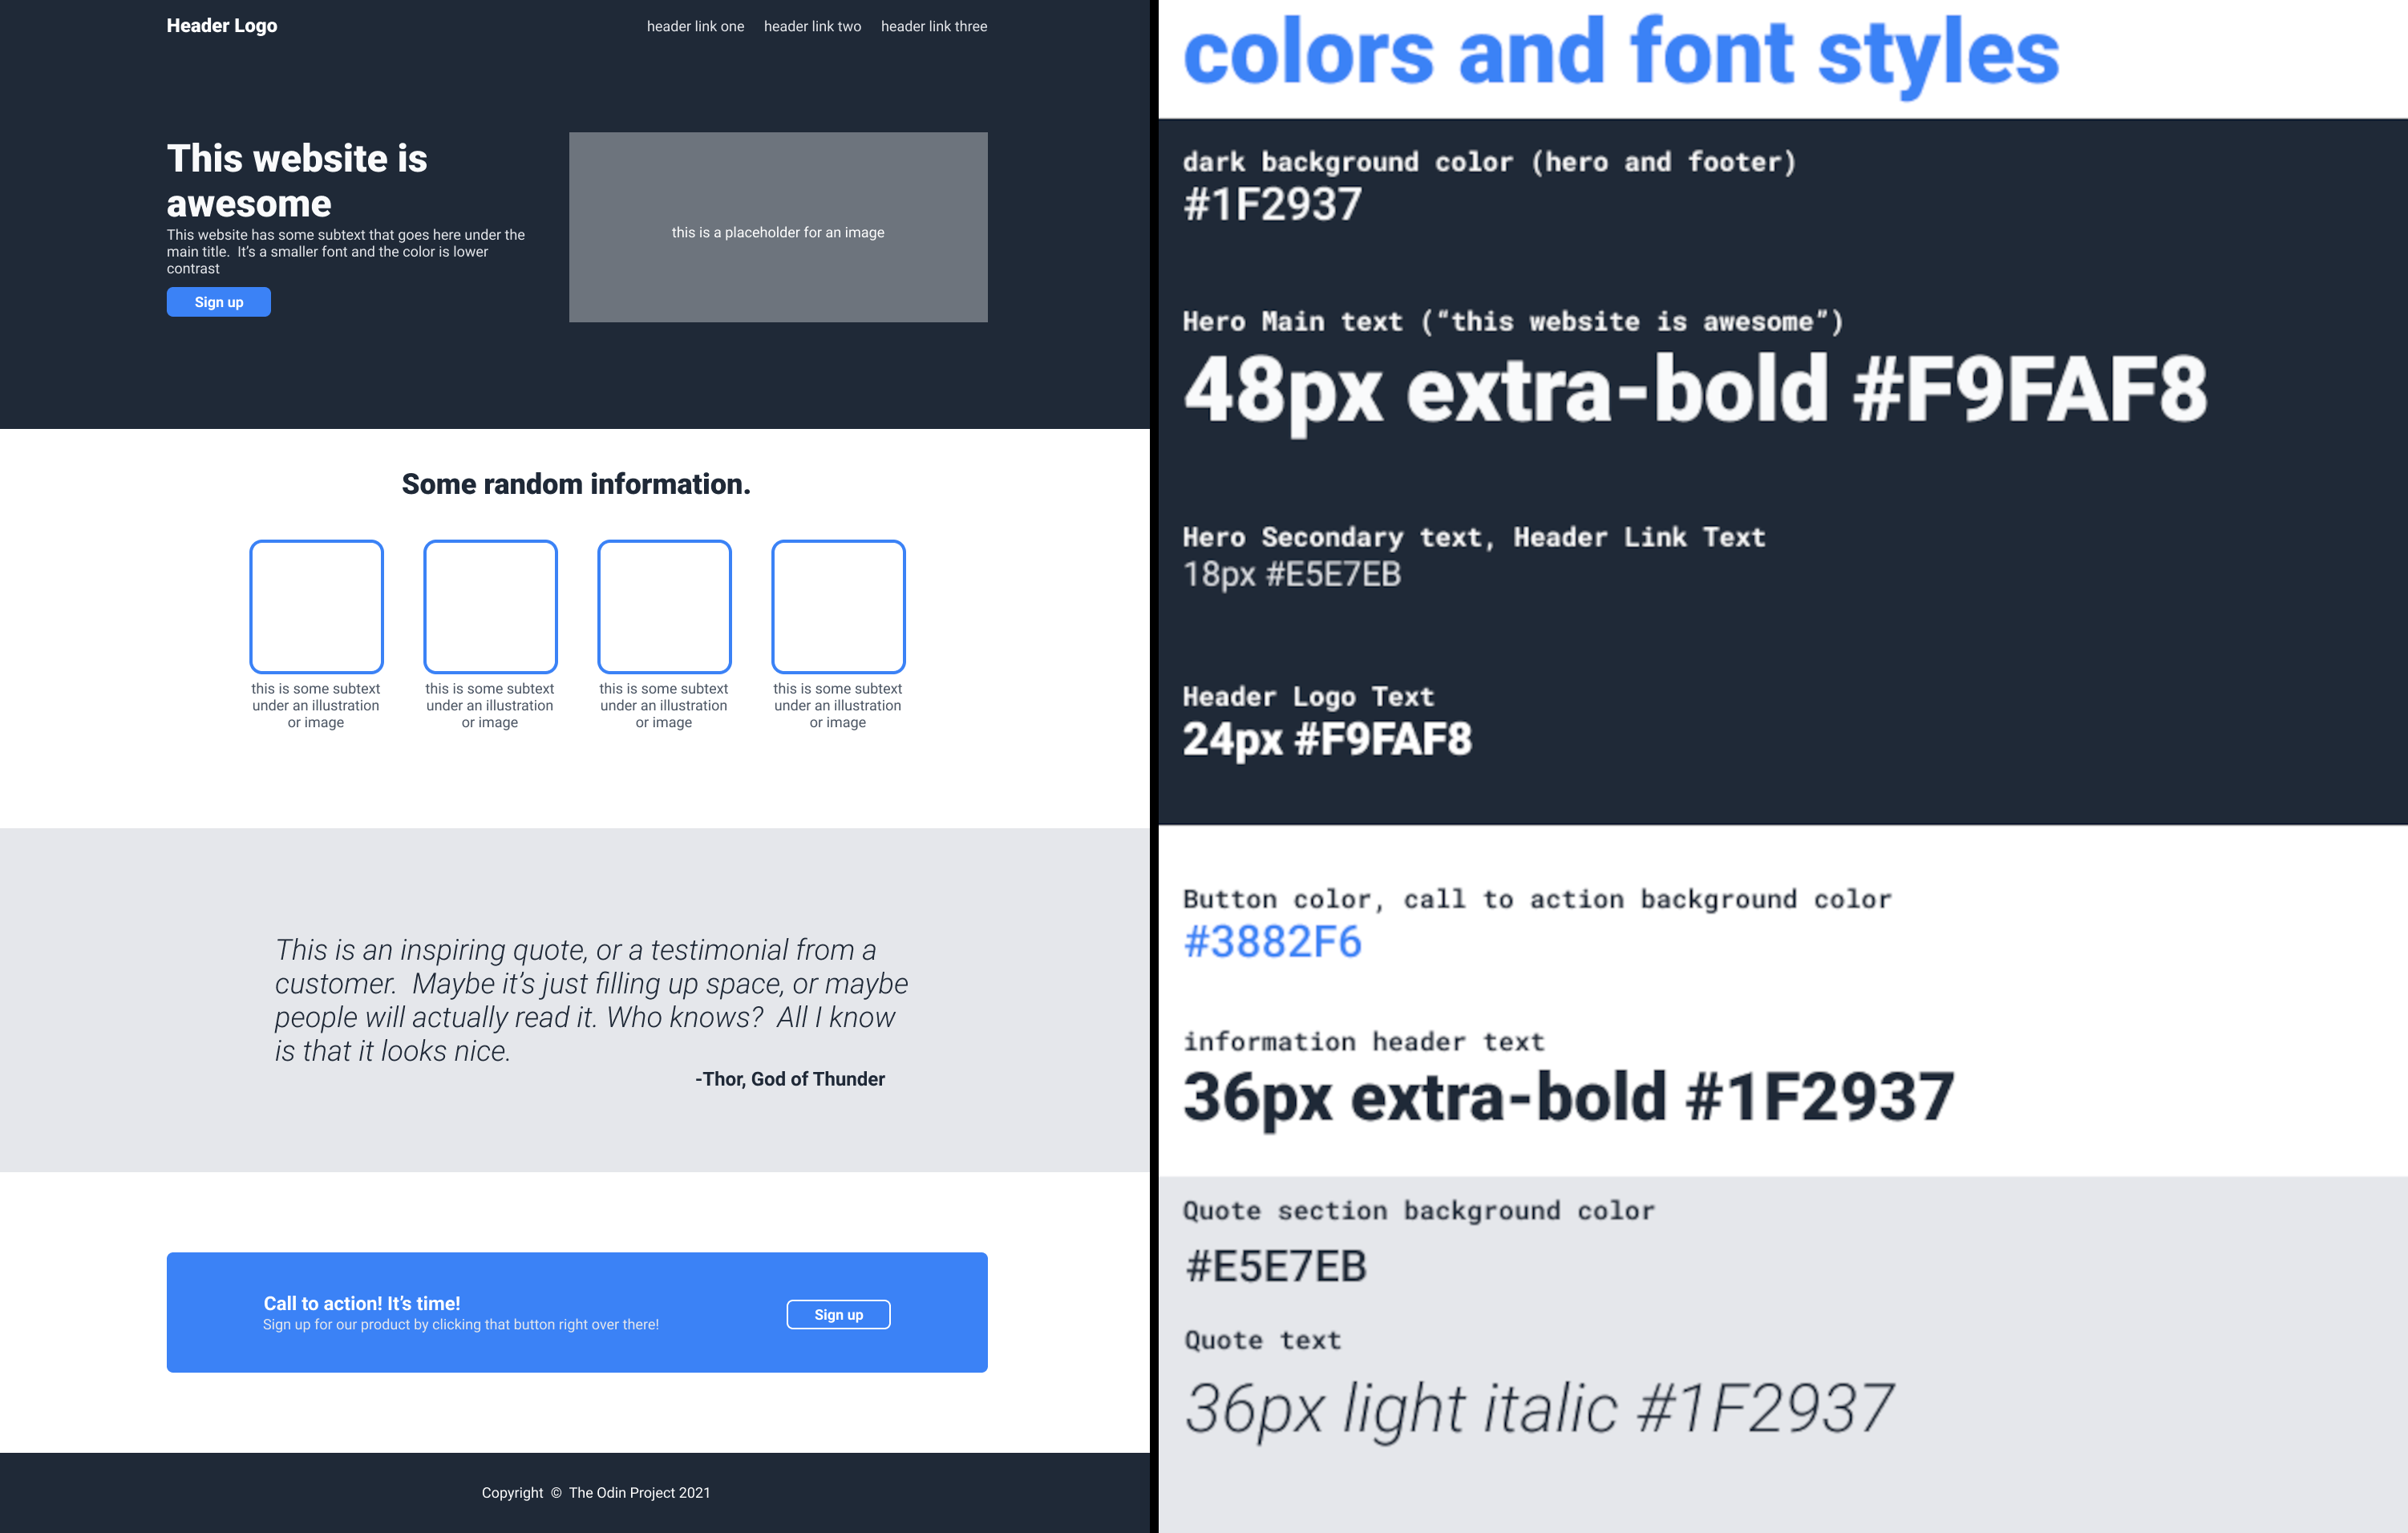 Header Logo
header link one header link two header link three
This website is
awesome
This website has some subtext that goes here under the
main title. It’s a smaller font and the color is lower
contrast
Sign up
this is a placeholder for an image
Some random information.
this is some subtext
under an illustration
or image
this is some subtext
under an illustration
or image
this is some subtext
under an illustration
or image
this is some subtext
under an illustration
or image
This is an inspiring quote, or a testimonial from a
customer. Maybe it’s just filling up space, or maybe
people will actually read it. Who knows? All I know
is that it looks nice.
-Thor, God of Thunder
Call to action! It’s time!
Sign up for our product by clicking that button right over there!
Sign up
Copyright © The Odin Project 2021
colors and font styles
dark background color (hero and footer)
#1F2937
Hero Main text (“this website is awesome”)
48px extra-bold #F9FAF8
Hero Secondary text, Header Link Text
18px #E5E7EB
Header Logo Text
24px #F9FAF8
Button color, call to action background color
#3882F6
information header text
36px extra-bold #1F2937
Quote section background color
#E5E7EB
Quote text
36px light italic #1F2937